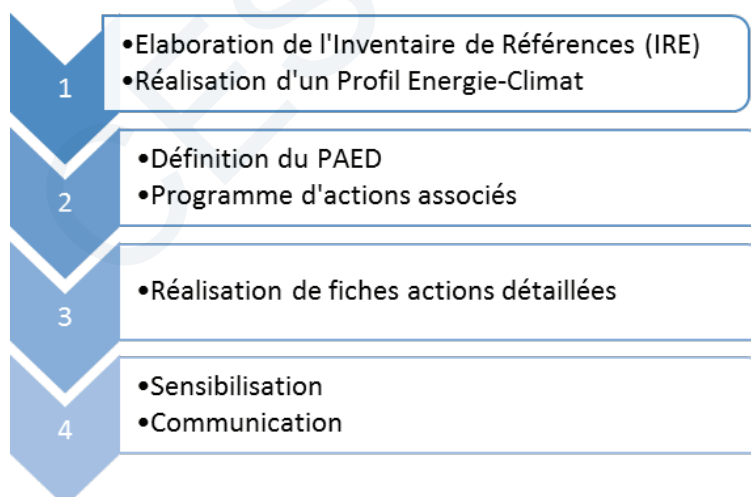 1
•Elaboration de l'Inventaire de Références (IRE)
•Réalisation d'un Profil Energie-Climat
2
•Définition du PAED
•Programme d'actions associés
3
•Réalisation de fiches actions détaillées
4
•Sensibilisation
•Communication